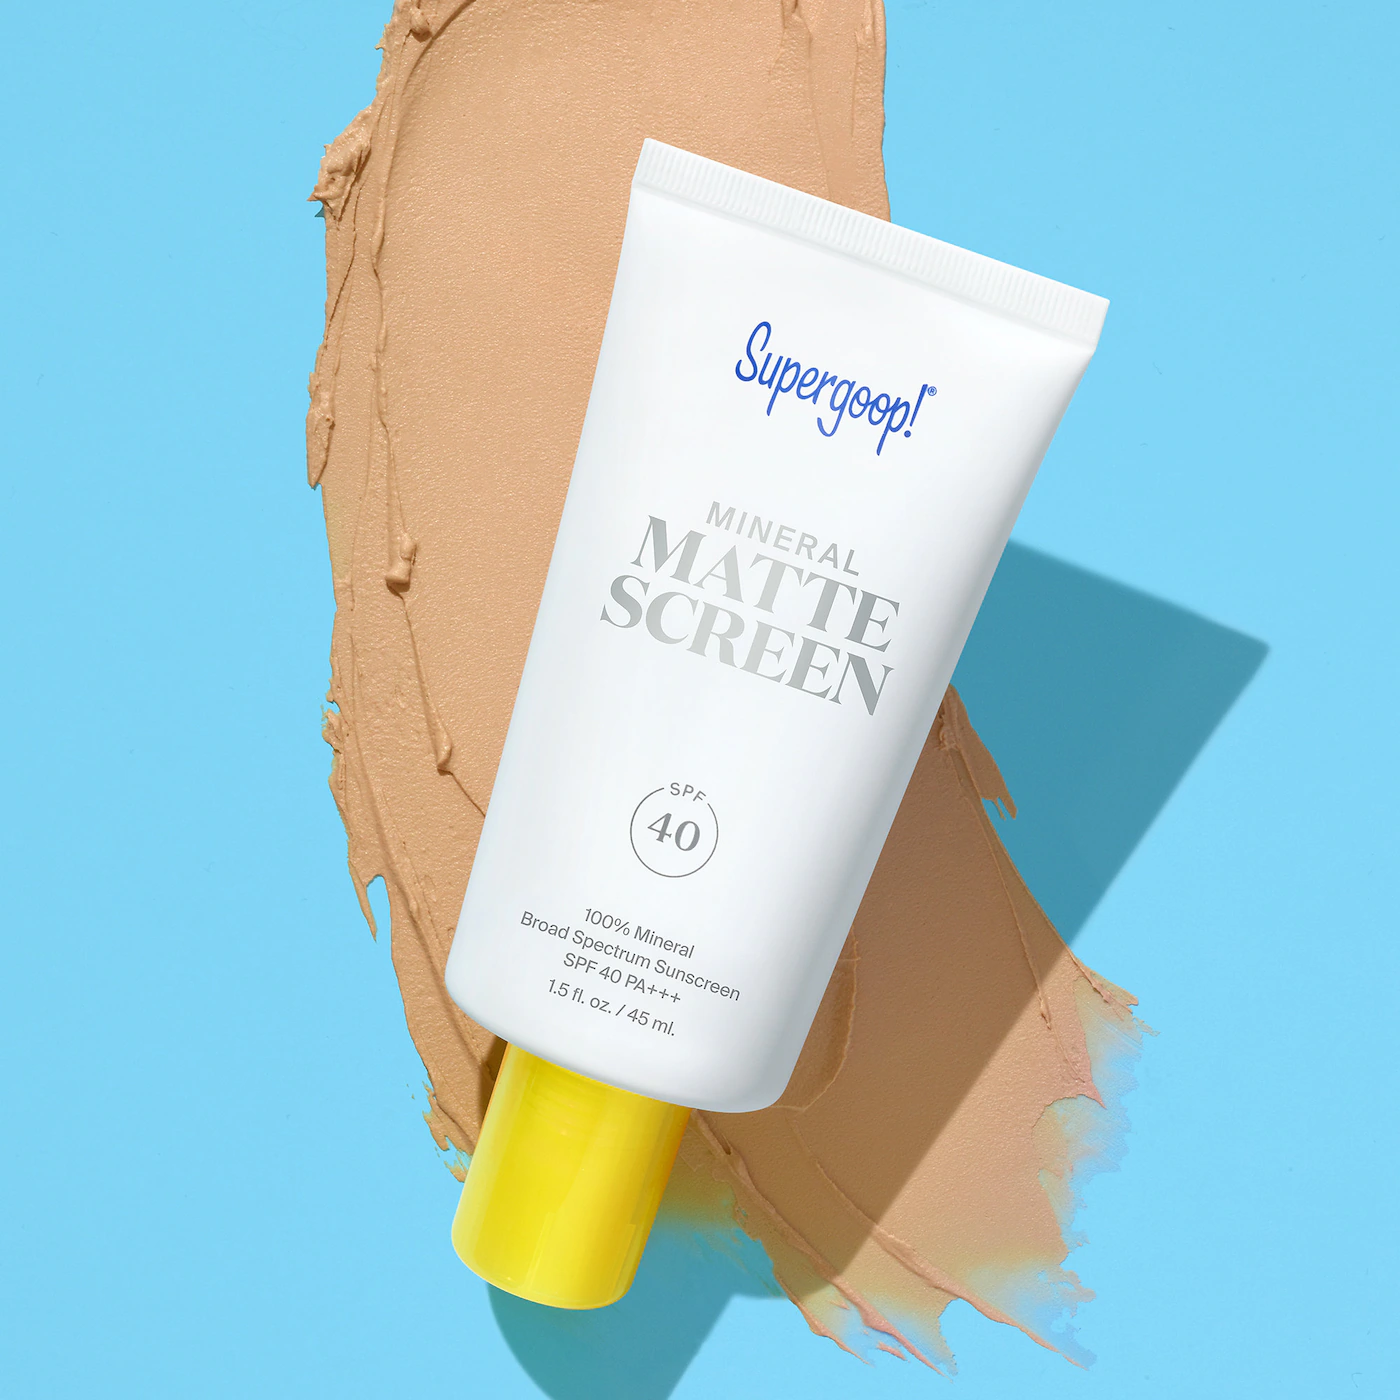 Supergoop!®
MINERAL
MATTE
SCREEN
SPF
40
100% Mineral
Broad Spectrum Sunscreen
SPF 40 PA+++
1.5 fl. oz. / 45 ml.